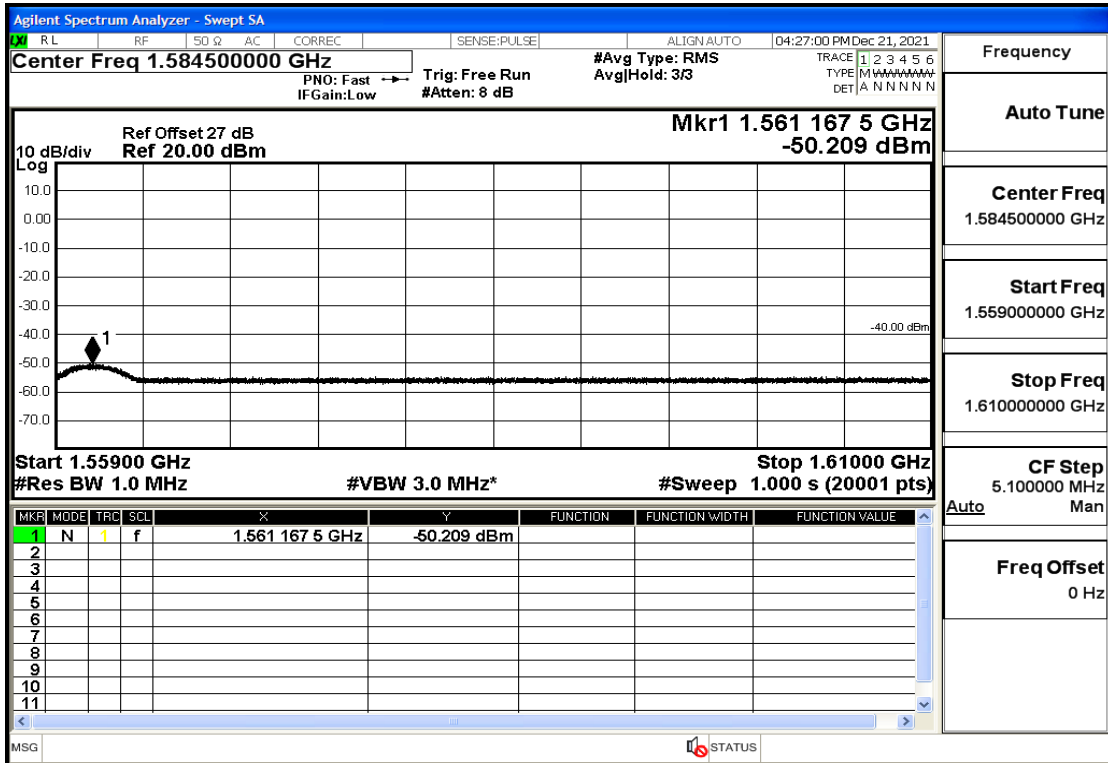 Agilent Spectrum Analyzer - Swept SA
LXI RL RF 50 Ω AC CORREC SENSE:PULSE ALIGN AUTO 04:27:00 PM Dec 21, 2021
Center Freq 1.584500000 GHz
PNO: Fast
IFGain:Low
Trig: Free Run
#Atten: 8 dB
#Avg Type: RMS
Avg|Hold: 3/3
TRACE 1 2 3 4 5 6
TYPE M WWWWW
DET A N N N N N
Ref Offset 27 dB
10 dB/div Ref 20.00 dBm
Log
Mkr1 1.561 167 5 GHz
-50.209 dBm
10.0
0.00
-10.0
-20.0
-30.0
-40.0
-50.0
-60.0
-70.0
-40.00 dBm
1
Start 1.55900 GHz Stop 1.61000 GHz
#Res BW 1.0 MHz #VBW 3.0 MHz* #Sweep 1.000 s (20001 pts)
MKR MODE TRC SCL X Y FUNCTION FUNCTION WIDTH FUNCTION VALUE
1 N 1 f 1.561 167 5 GHz -50.209 dBm
2
3
4
5
6
7
8
9
10
11
MSG STATUS
Frequency
Auto Tune
Center Freq
1.584500000 GHz
Start Freq
1.559000000 GHz
Stop Freq
1.610000000 GHz
CF Step
5.100000 MHz
Auto Man
Freq Offset
0 Hz